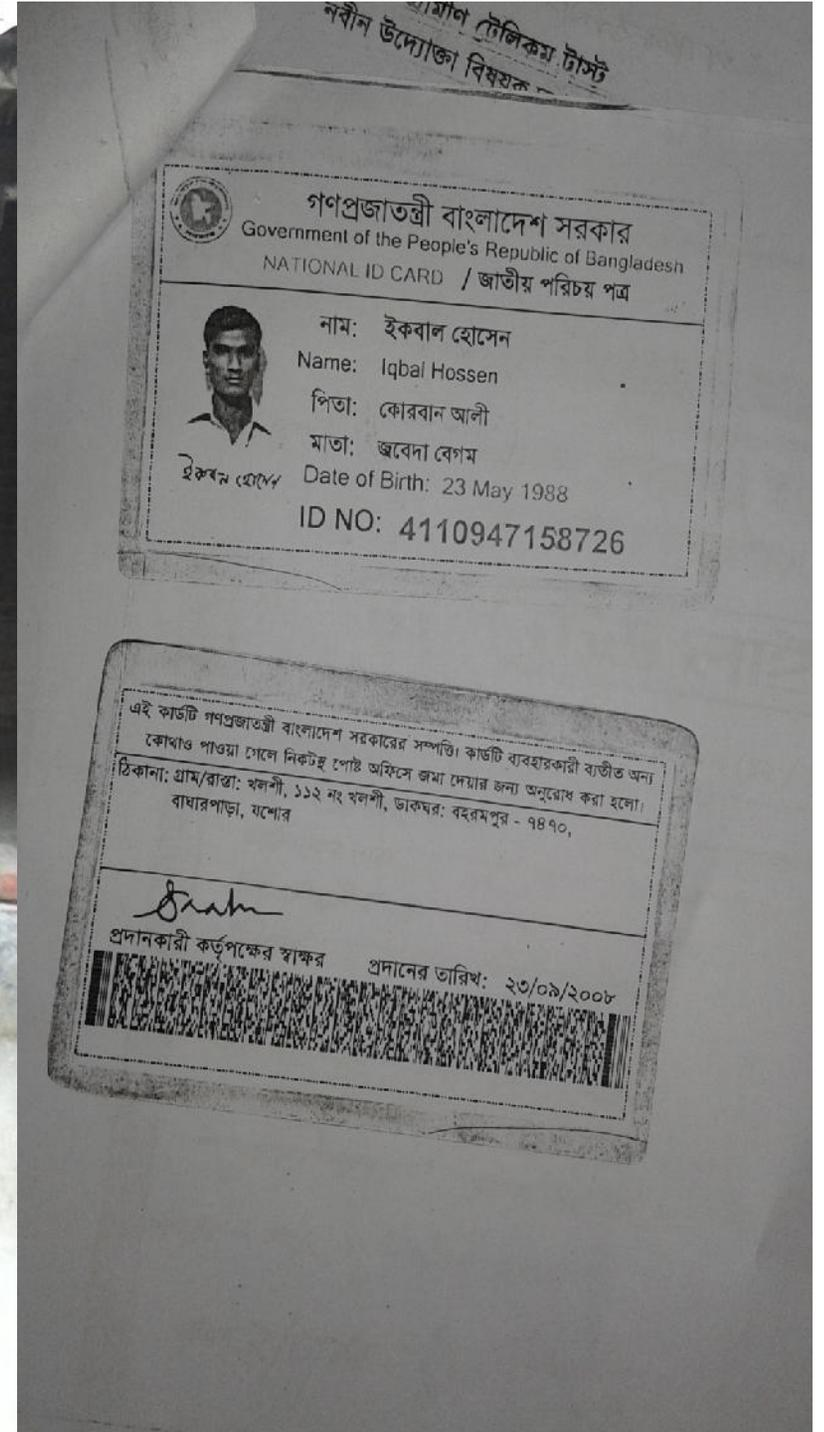 গ্রামীণ টেলিকম ট্রাস্ট
নবীন উদ্যোক্তা বিষয়ক
গণপ্রজাতন্ত্রী বাংলাদেশ সরকার
Government of the People's Republic of Bangladesh
NATIONAL ID CARD / জাতীয় পরিচয় পত্র
নাম: ইকবাল হোসেন
Name: Iqbal Hossen
পিতা: কোরবান আলী
মাতা: জবেদা বেগম
ইকবাল হোসেন
Date of Birth: 23 May 1988
ID NO: 4110947158726
এই কার্ডটি গণপ্রজাতন্ত্রী বাংলাদেশ সরকারের সম্পত্তি। কার্ডটি ব্যবহারকারী ব্যতীত অন্য
কোথাও পাওয়া গেলে নিকটস্থ পোষ্ট অফিসে জমা দেয়ার জন্য অনুরোধ করা হলো।
ঠিকানা: গ্রাম/রাস্তা: খলশী, ১১২ নং খলশী, ডাকঘর: বহরমপুর - ৭৪৭০,
বাঘারপাড়া, যশোর
প্রদানকারী কর্তৃপক্ষের স্বাক্ষর প্রদানের তারিখ: ২৩/০৯/২০০৮